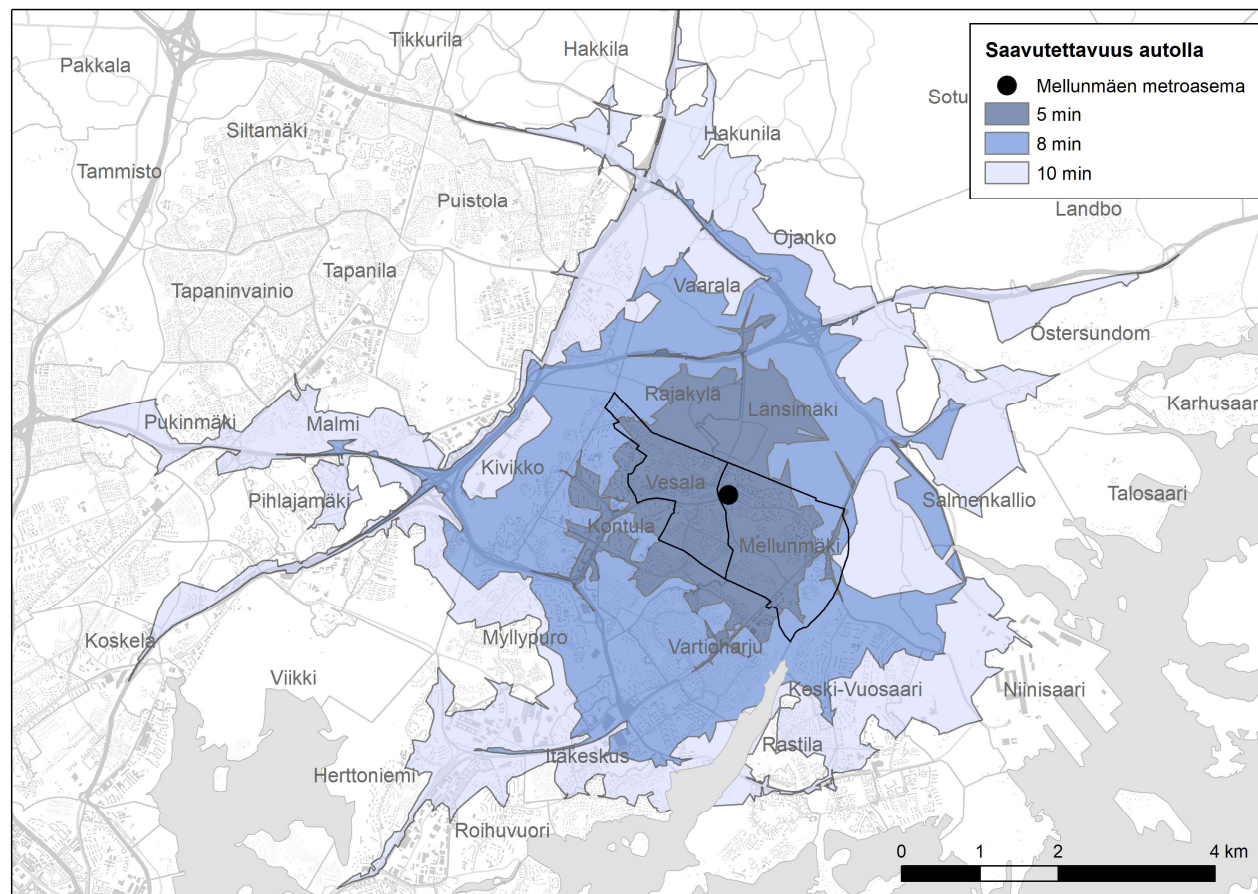 Tikkurila
Hakkila
Pakkala
Saavutettavuus autolla
Mellunmäen metroasema
5 min
8 min
10 min
Sotu
Siltamäki
Hakunila
Tammisto
Puistola
Landbo
Ojanko
Tapanila
Tapaninvainio
Vaarala
Östersundom
Rajakylä
Länsimäki
Karhusaari
Pukinmäki
Malmi
Kivikko
Vesala
Pihlajamäki
Salmenkallio
Talosaari
Kontula
Mellunmäki
Koskela
Myllypuro
Vartioharju
Viikki
Keski-Vuosaari
Niinisaari
Itäkeskus
Rastila
Herttoniemi
Roihuvuori
0 1 2 4 km